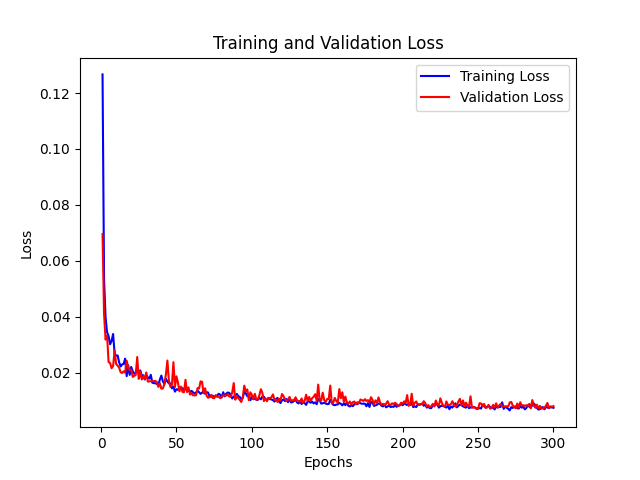 Training and Validation Loss
Training Loss
Validation Loss
0.12
0.10
0.08
0.06
0.04
0.02
Loss
0 50 100 150 200 250 300
Epochs